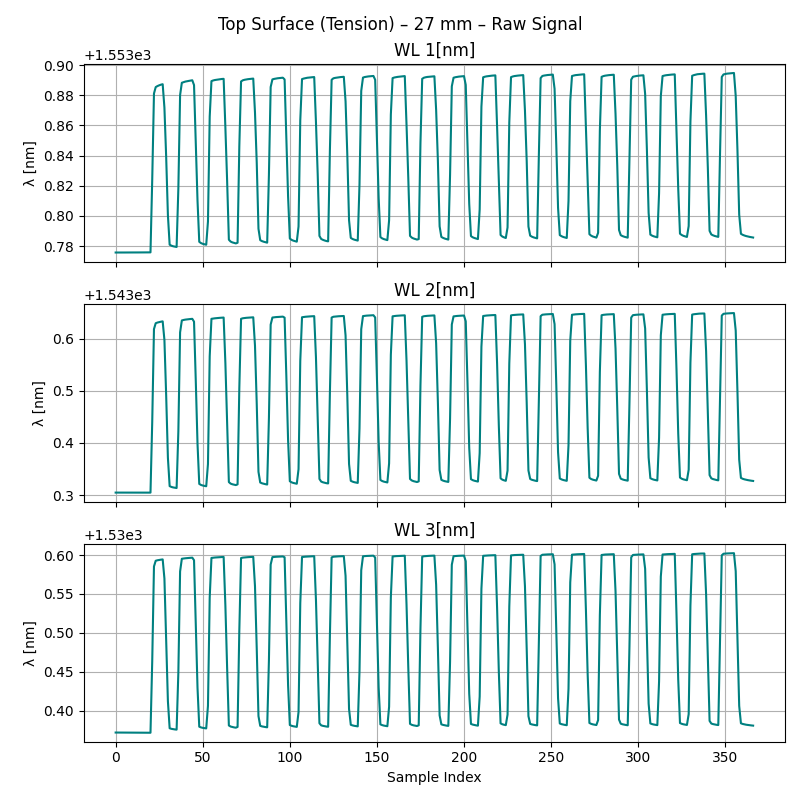 Top Surface (Tension) – 27 mm – Raw Signal
WL 1[nm]
+1.553e3
0.90
0.88
0.86
0.84
0.82
0.80
0.78
λ [nm]
WL 2[nm]
+1.543e3
0.6
0.5
0.4
0.3
λ [nm]
WL 3[nm]
+1.53e3
0.60
0.55
0.50
0.45
0.40
λ [nm]
0 50 100 150 200 250 300 350
Sample Index